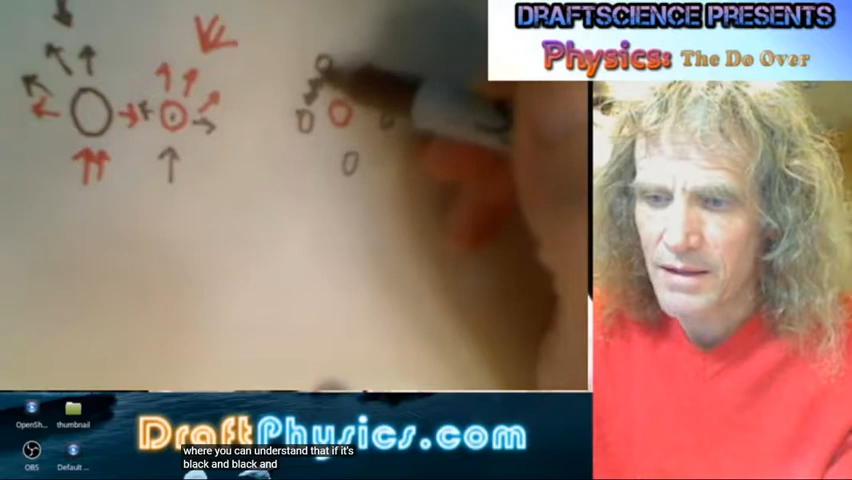 DRAFTSCIENCE PRESENTS
Physics: The Do Over
OpenSh... thumbnail
DraftPhysics.com
OBS Default ...
where you can understand that if it's
black and black and